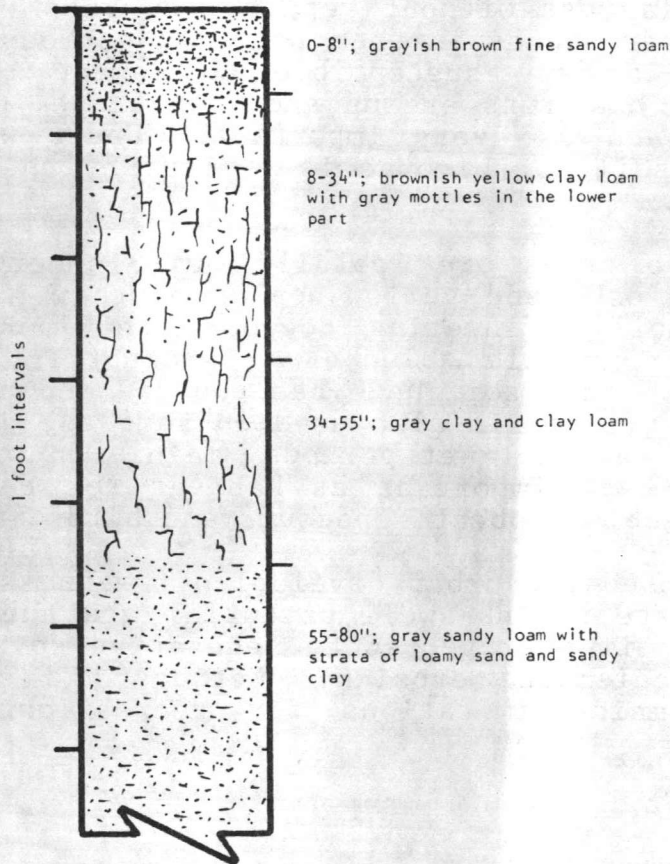 0-8"; grayish brown fine sandy loam
8-34"; brownish yellow clay loam
with gray mottles in the lower
part
1 foot intervals
34-55"; gray clay and clay loam
55-80"; gray sandy loam with
strata of loamy sand and sandy
clay